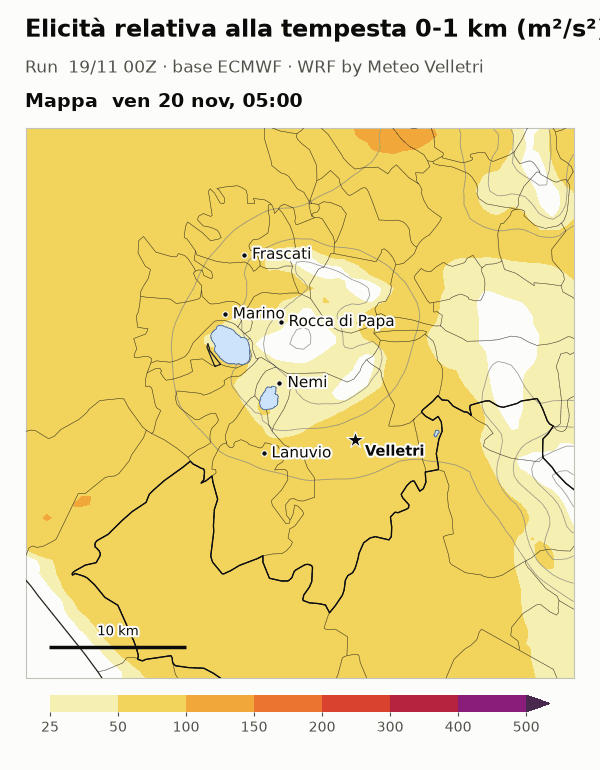 Elicità relativa alla tempesta 0-1 km (m²/s²)
Run  19/11 00Z · base ECMWF · WRF by Meteo Velletri
Mappa  ven 20 nov, 05:00
Frascati
Marino
Rocca di Papa
Nemi
Velletri
Lanuvio
10 km
25 50 100 150 200 300 400 500